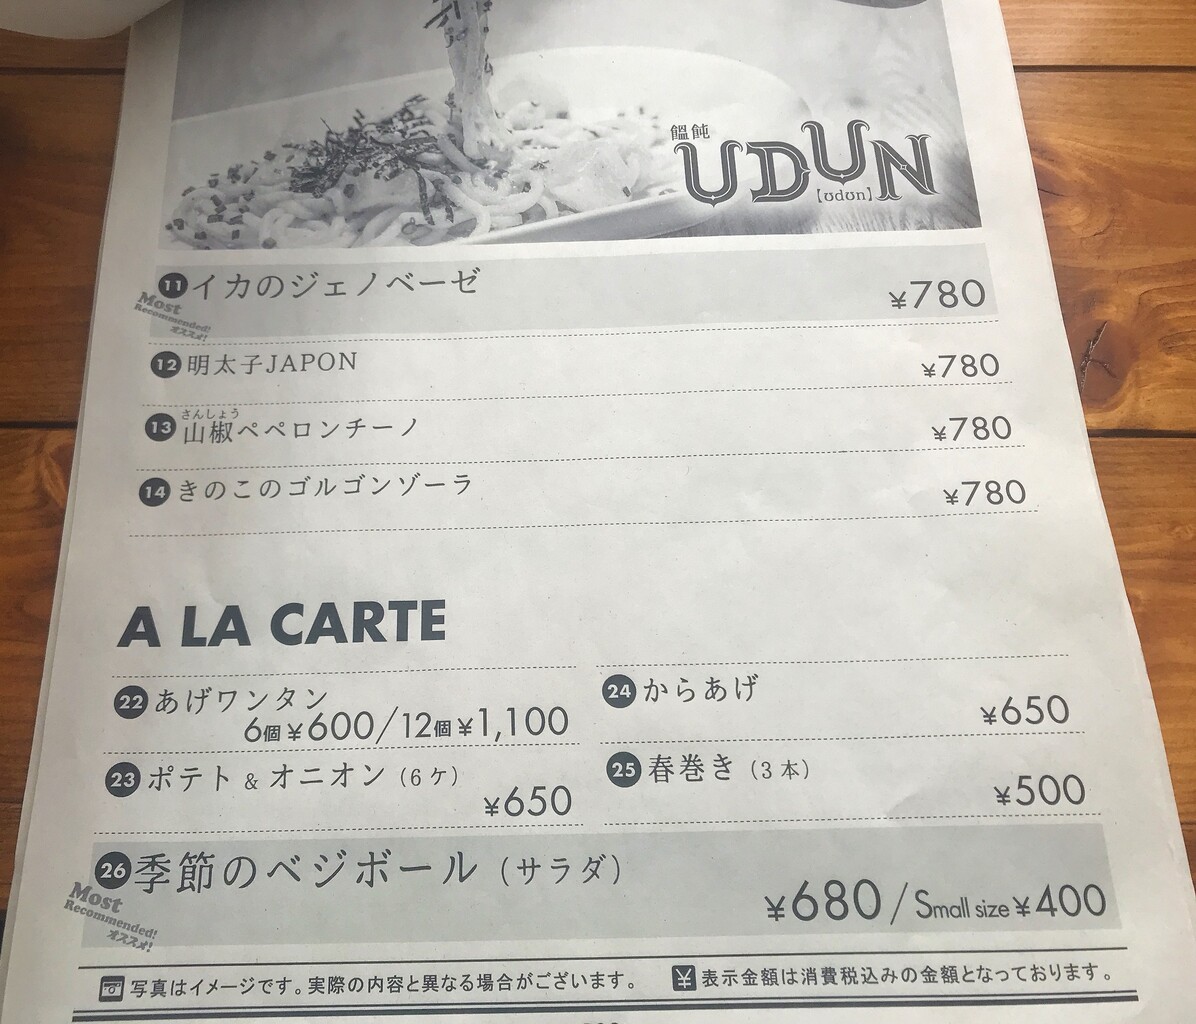 饂飩
UDUN
[udun]
11 イカのジェノベーゼ ¥780
Most
Recommended!
オススメ!
12 明太子JAPON ¥780
さんしょう
13 山椒ペペロンチーノ ¥780
14 きのこのゴルゴンゾーラ ¥780
A LA CARTE
22 あげワンタン
6個¥600/12個¥1,100
23 ポテト & オニオン (6ケ)
¥650
24 からあげ
¥650
25 春巻き (3本)
¥500
26 季節のベジボール (サラダ)
¥680/Small size¥400
Most
Recommended!
オススメ!
写真はイメージです。実際の内容と異なる場合がございます。
¥ 表示金額は消費税込みの金額となっております。